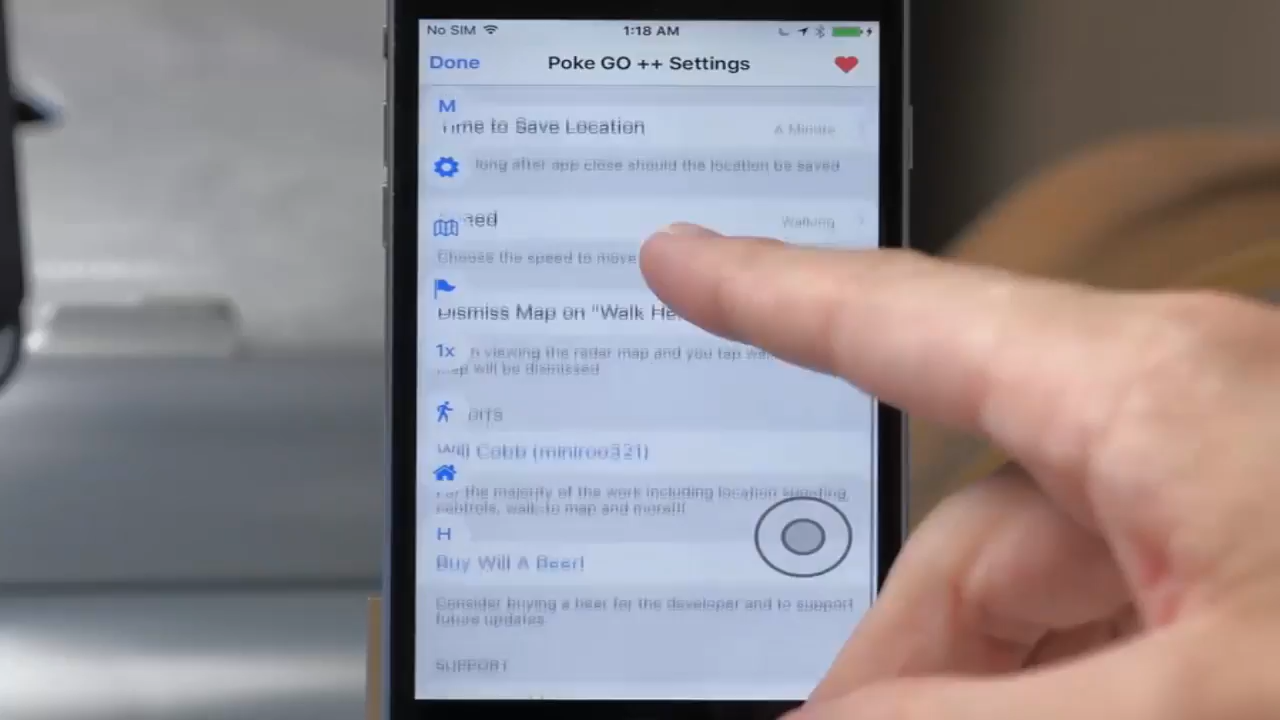 No SIM 1:18 AM
Done Poke GO ++ Settings
M
Time to Save Location A Minute
long after app close should the location be saved
Walking
Choose the speed to move
Dismiss Map on "Walk He
1x
viewing the radar map and you tap
map will be dismissed
Will Cobb (miniroo321)
For the majority of the work including location spoofing,
controls, walk to map and more!!!
H
Buy Will A Beer!
Consider buying a beer for the developer and to support
future updates
SUPPORT